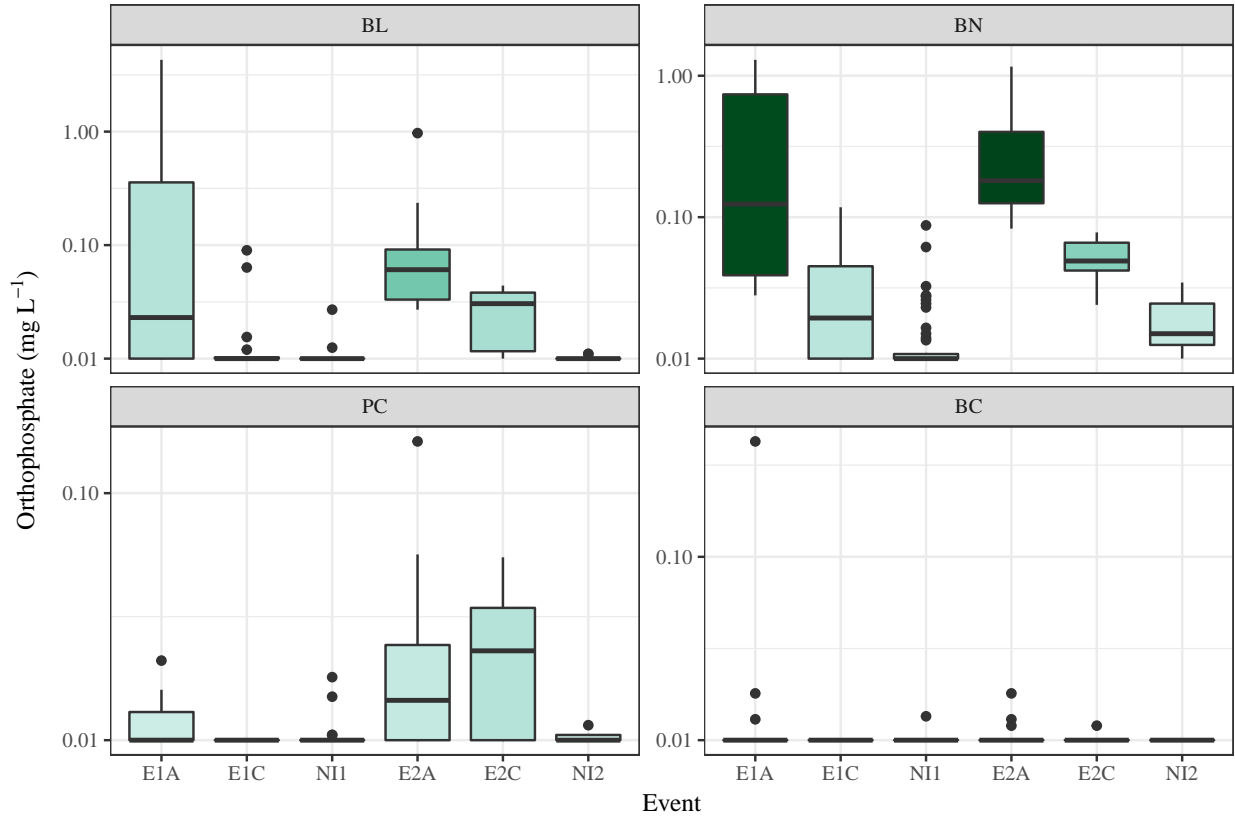 BL
BN
1.00
0.10
0.01
1.00
0.10
0.01
PC
BC
0.10
0.01
0.10
0.01
E1A E1C NI1 E2A E2C NI2
E1A E1C NI1 E2A E2C NI2
Event
Orthophosphate (mg L⁻¹)